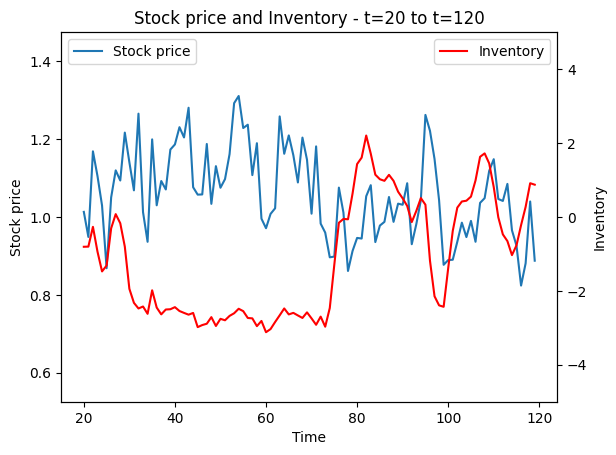 Stock price and Inventory - t=20 to t=120
Stock price
Inventory
1.4
1.2
1.0
0.8
0.6
Stock price
4
2
0
−2
−4
Inventory
20
40
60
80
100
120
Time